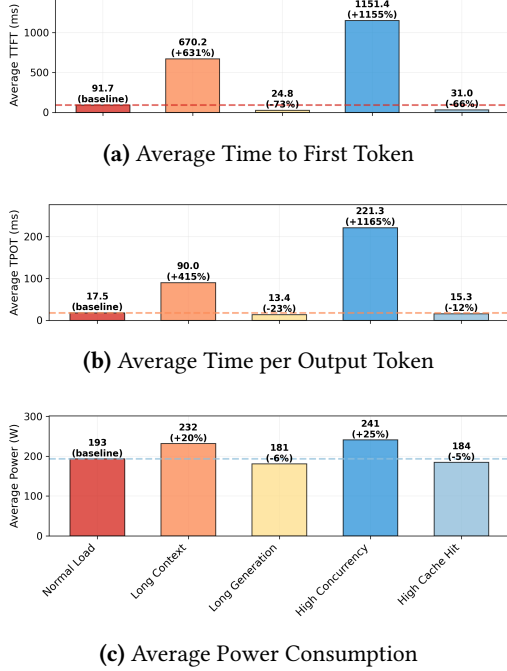 1151.4
(+1155%)
670.2
(+631%)
91.7
(baseline)
24.8
(-73%)
31.0
(-66%)
1000
500
0
Average TTFT (ms)
(a) Average Time to First Token
221.3
(+1165%)
90.0
(+415%)
17.5
(baseline)
13.4
(-23%)
15.3
(-12%)
200
100
0
Average TPOT (ms)
(b) Average Time per Output Token
193
(baseline)
232
(+20%)
181
(-6%)
241
(+25%)
184
(-5%)
300
200
100
0
Average Power (W)
Normal Load
Long Context
Long Generation
High Concurrency
High Cache Hit
(c) Average Power Consumption